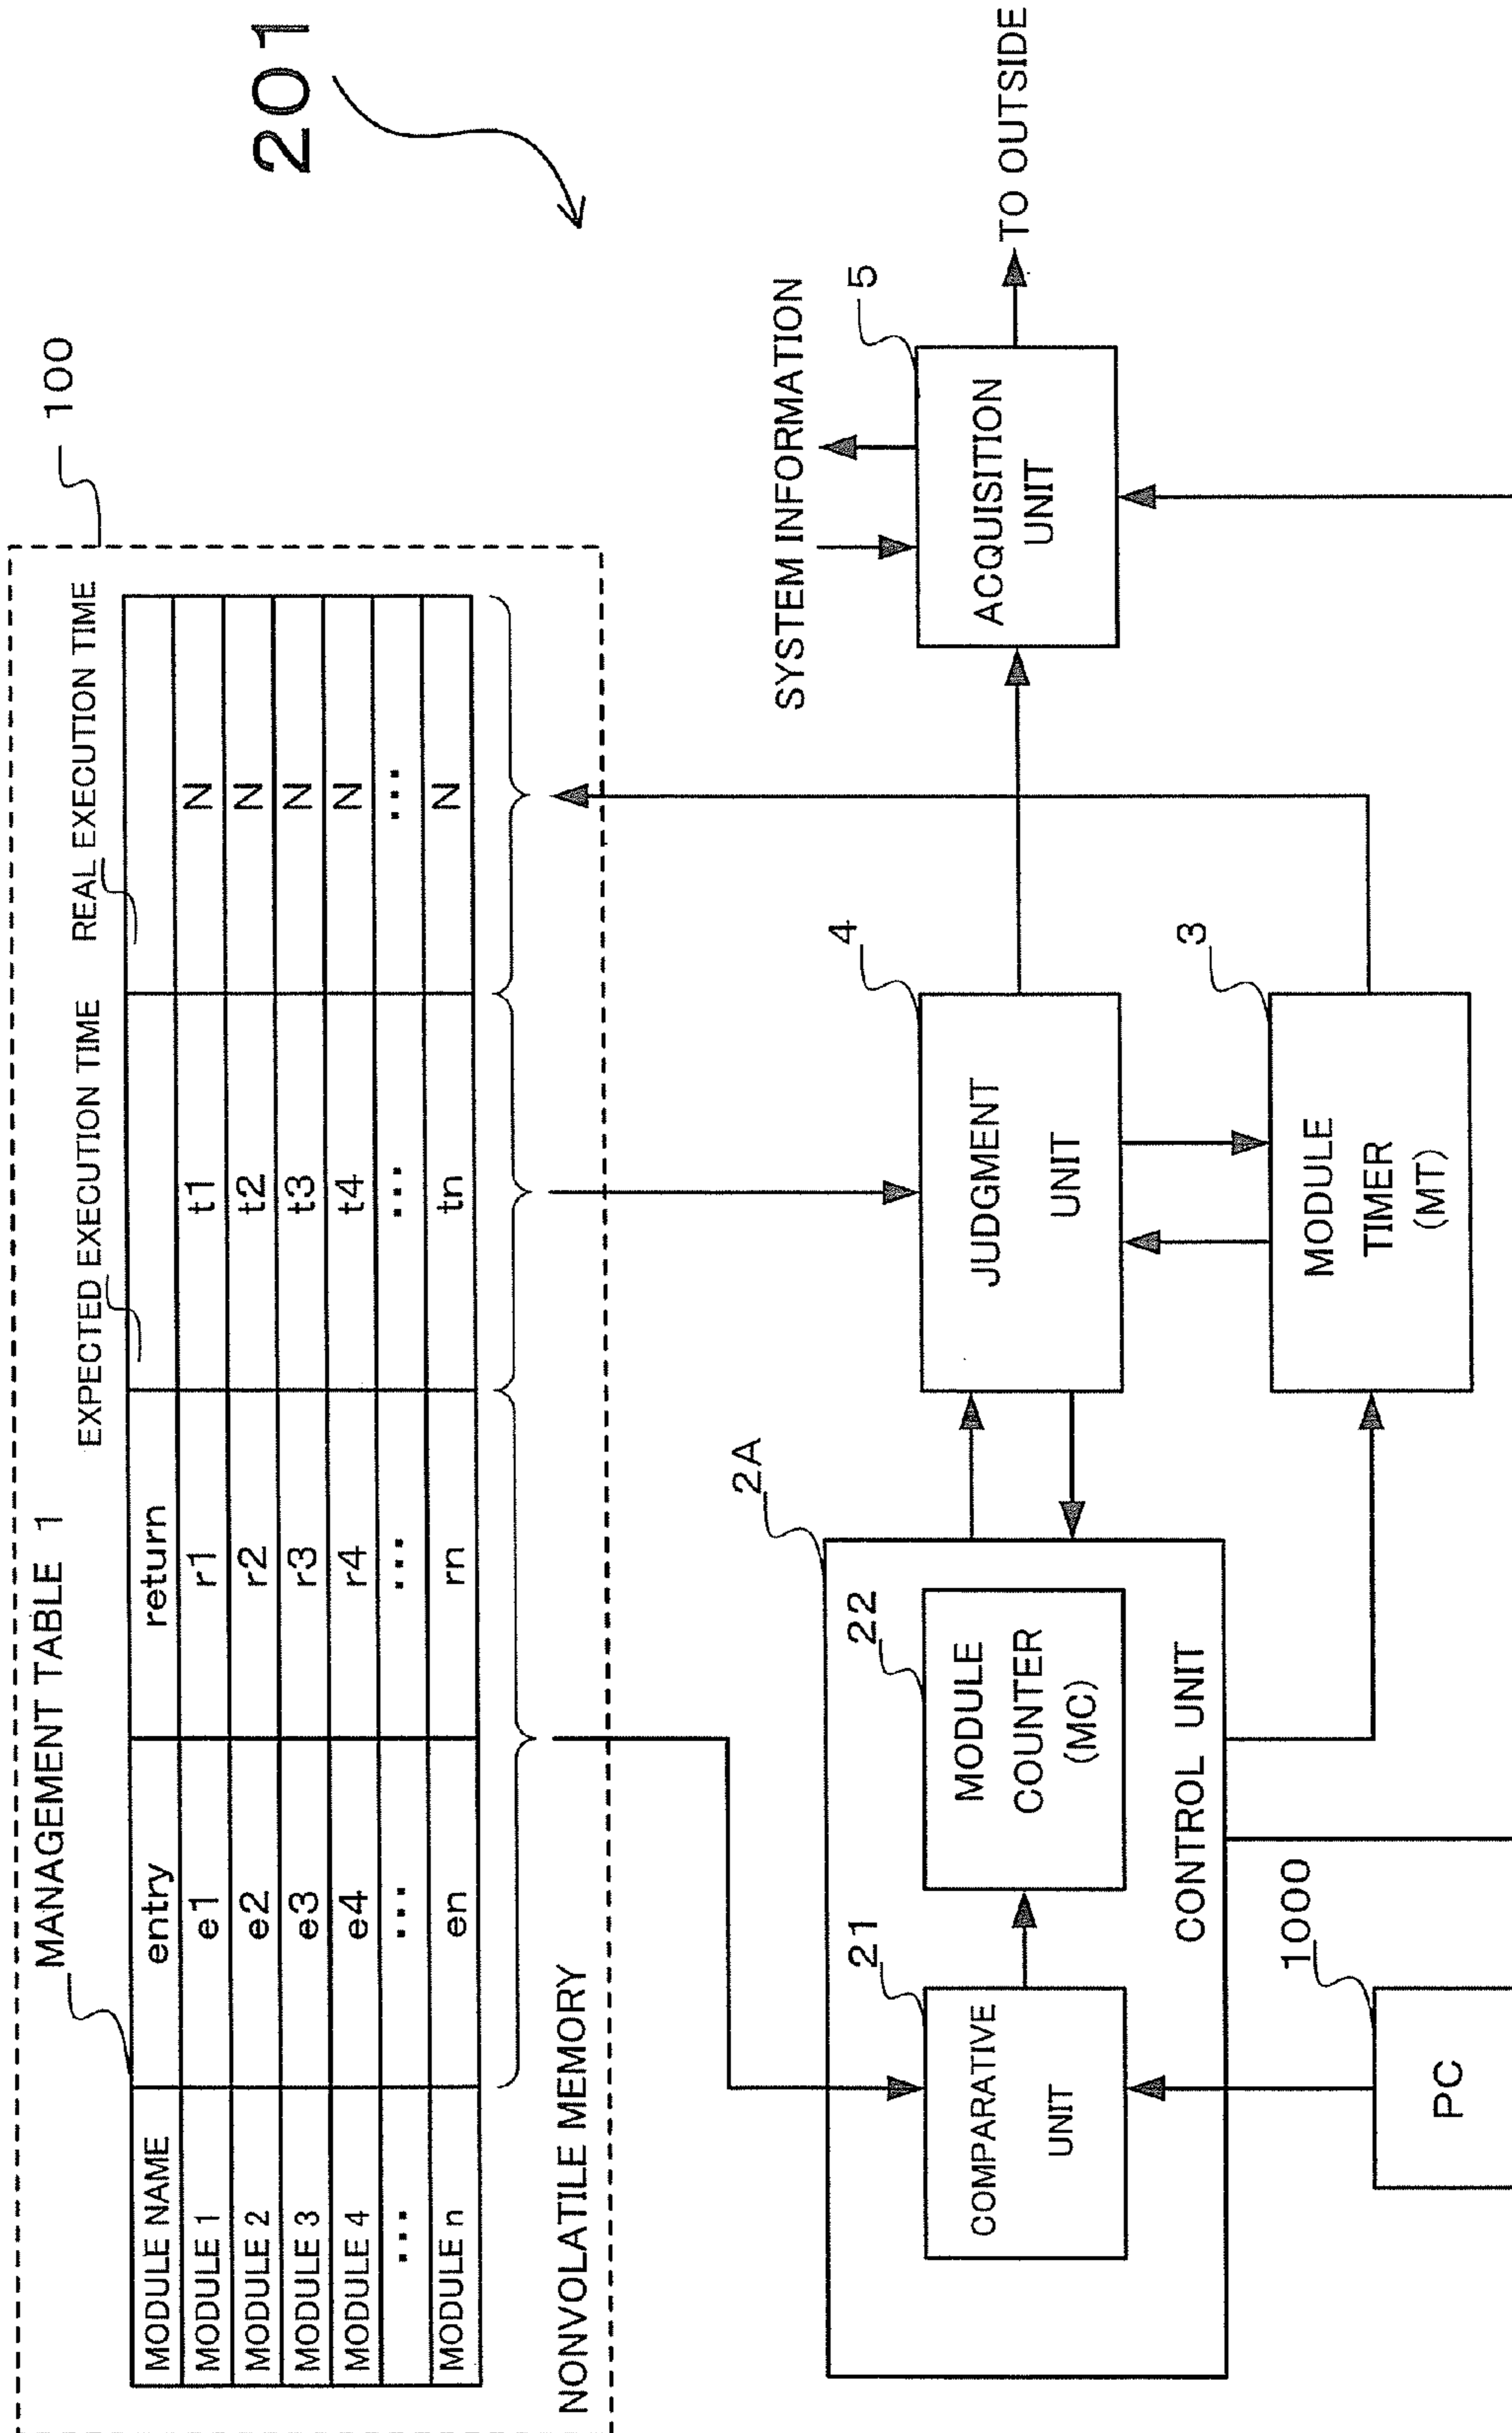 201
100
MANAGEMENT TABLE 1
EXPECTED EXECUTION TIME
REAL EXECUTION TIME
MODULE NAME entry return
MODULE 1 e1 r1 t1 N
MODULE 2 e2 r2 t2 N
MODULE 3 e3 r3 t3 N
MODULE 4 e4 r4 t4 N
... ... ... ... ...
MODULE n en rn tn N
NONVOLATILE MEMORY
SYSTEM INFORMATION
2A
4
5
21
22
COMPARATIVE
UNIT
MODULE
COUNTER
(MC)
CONTROL UNIT
JUDGMENT
UNIT
ACQUISITION
UNIT
TO OUTSIDE
3
MODULE
TIMER
(MT)
1000
PC